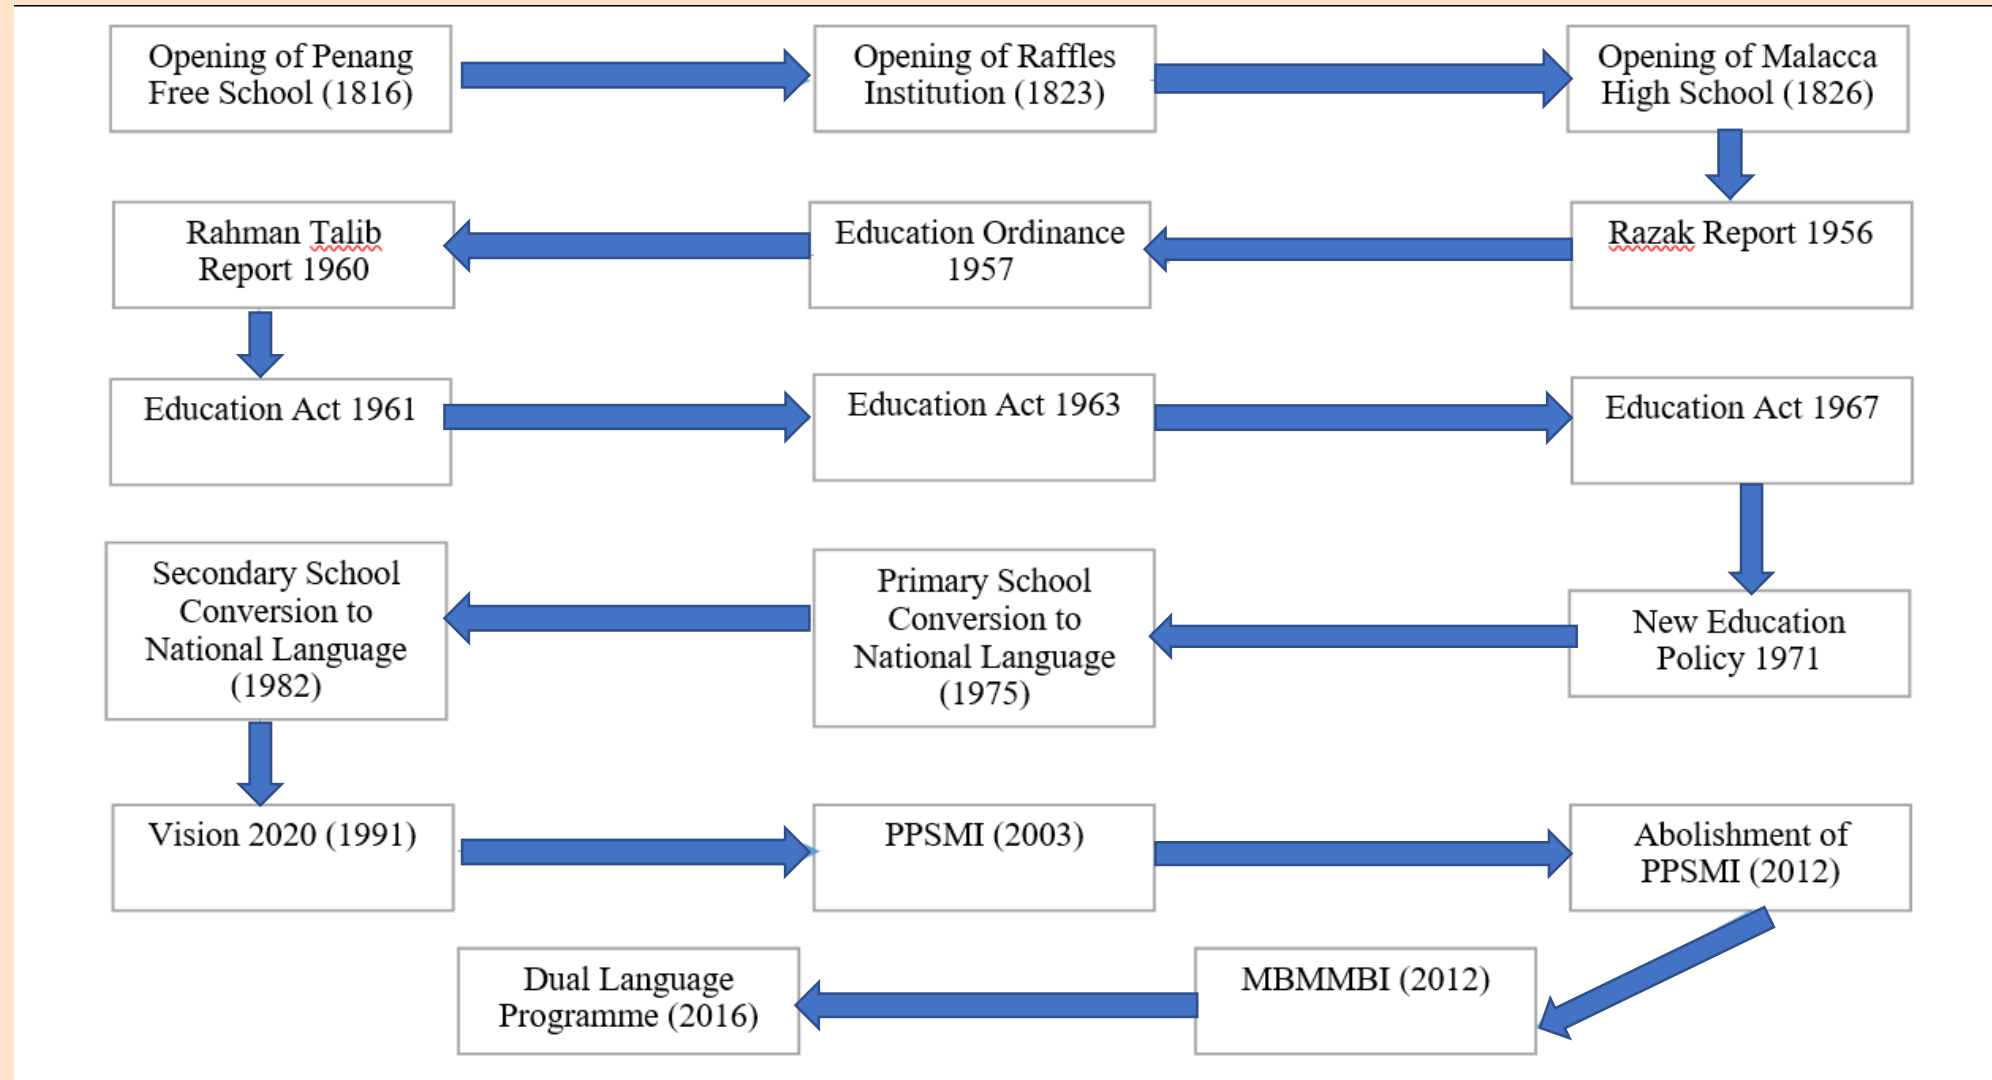 Opening of Penang
Free School (1816)
Opening of Raffles
Institution (1823)
Opening of Malacca
High School (1826)
Razak Report 1956
Education Ordinance
1957
Rahman Talib
Report 1960
Education Act 1961
Education Act 1963
Education Act 1967
New Education
Policy 1971
Primary School
Conversion to
National Language
(1975)
Secondary School
Conversion to
National Language
(1982)
Vision 2020 (1991)
PPSMI (2003)
Abolishment of
PPSMI (2012)
MBMMBI (2012)
Dual Language
Programme (2016)